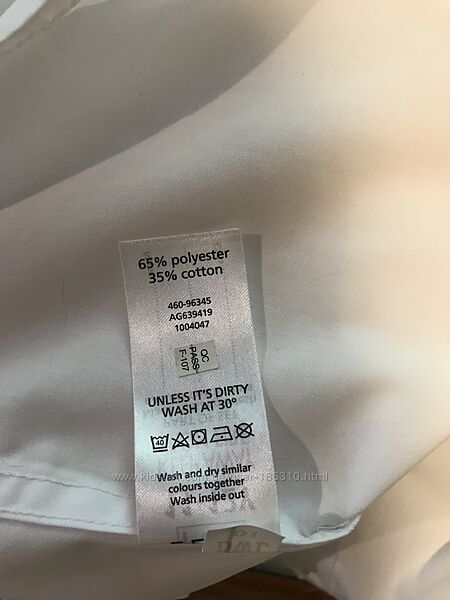 65% polyester
35% cotton
460-96345
AG639419
1004047
QC
PASS
F-107
UNLESS IT'S DIRTY
WASH AT 30°
40
Wash and dry similar
colours together
Wash inside out